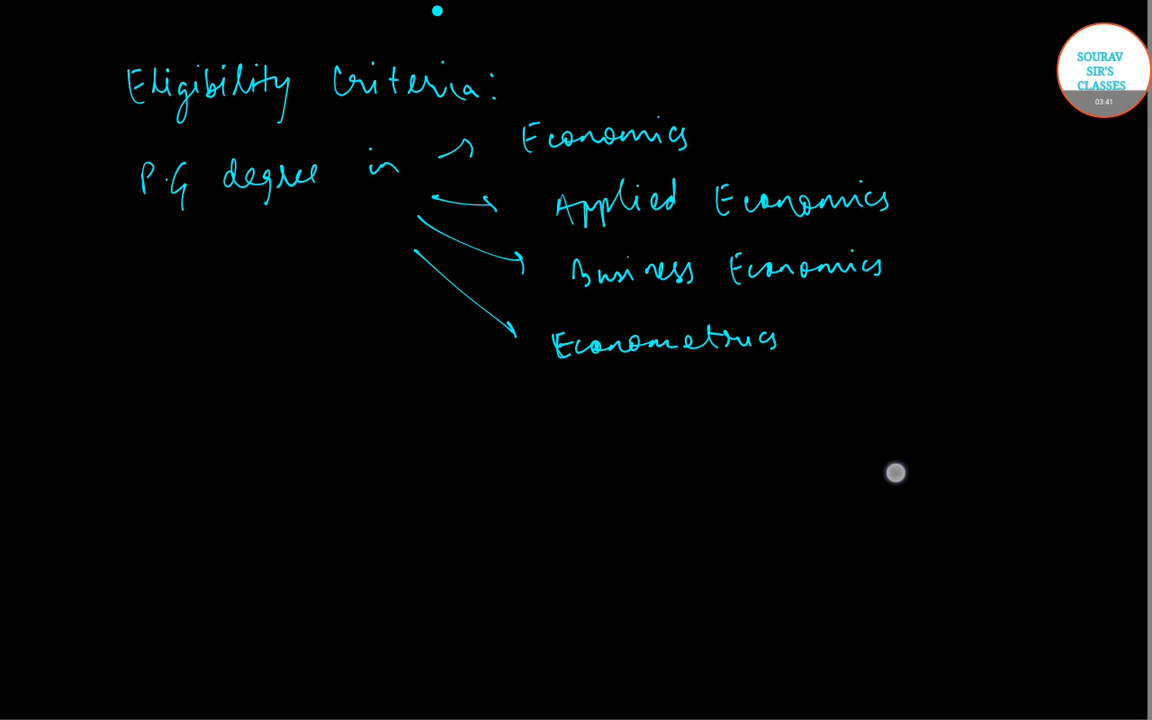 Eligibility Criteria:
P.G degree in
Economics
Applied Economics
Business Economics
Econometrics
SOURAV
SIR'S
CLASSES
03:41